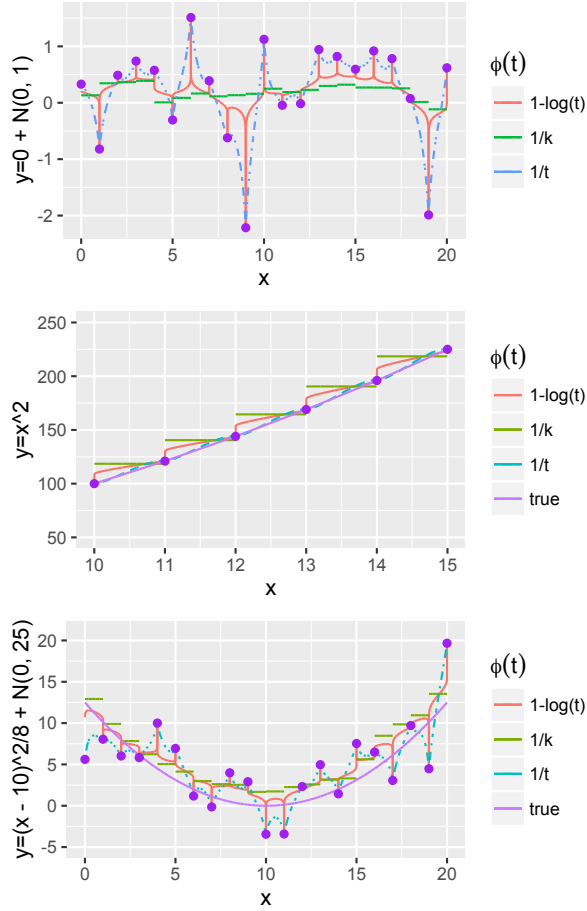 y=0 + N(0, 1)
1
0
-1
-2
0
5
10
15
20
x
ϕ(t)
1-log(t)
1/k
1/t
y=x^2
250
200
150
100
50
10
11
12
13
14
15
x
ϕ(t)
1-log(t)
1/k
1/t
true
y=(x - 10)^2/8 + N(0, 25)
20
15
10
5
0
-5
0
5
10
15
20
x
ϕ(t)
1-log(t)
1/k
1/t
true